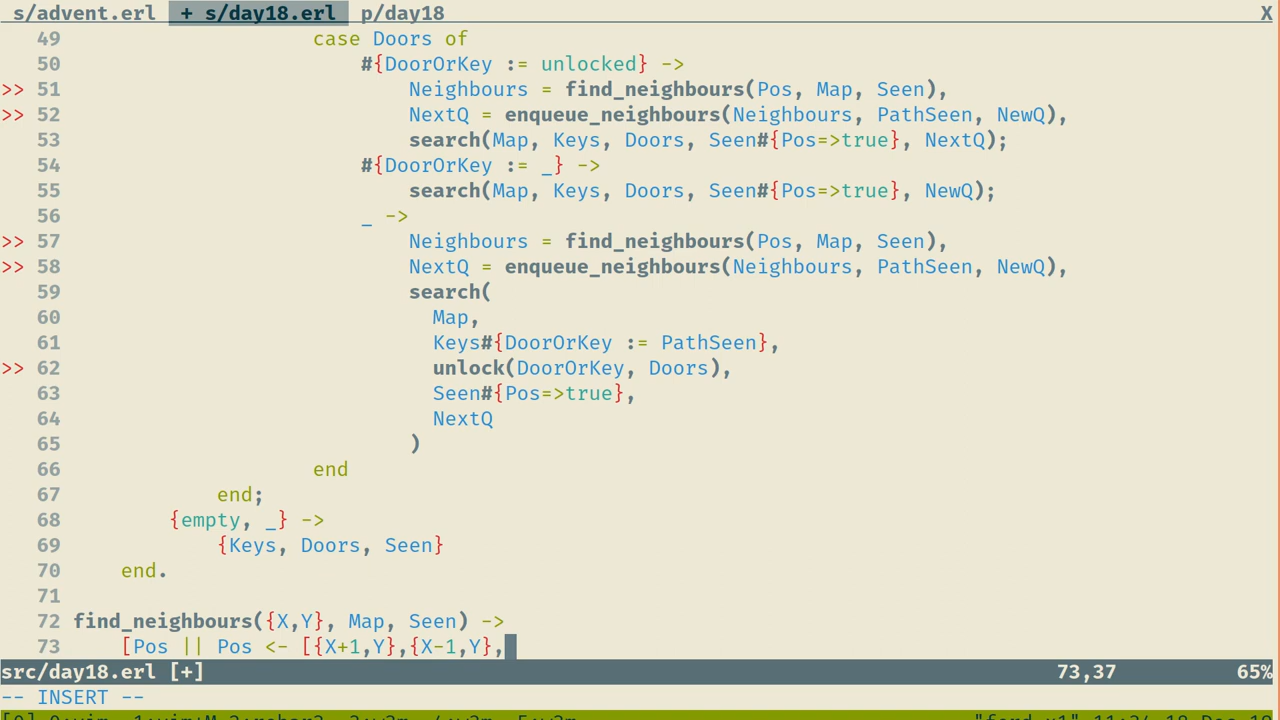 s/advent.erl + s/day18.erl p/day18 X
49 case Doors of
50 #{DoorOrKey := unlocked} ->
>> 51 Neighbours = find_neighbours(Pos, Map, Seen),
>> 52 NextQ = enqueue_neighbours(Neighbours, PathSeen, NewQ),
53 search(Map, Keys, Doors, Seen#{Pos=>true}, NextQ);
54 #{DoorOrKey := _} ->
55 search(Map, Keys, Doors, Seen#{Pos=>true}, NewQ);
56 _ ->
>> 57 Neighbours = find_neighbours(Pos, Map, Seen),
>> 58 NextQ = enqueue_neighbours(Neighbours, PathSeen, NewQ),
59 search(
60 Map,
61 Keys#{DoorOrKey := PathSeen},
>> 62 unlock(DoorOrKey, Doors),
63 Seen#{Pos=>true},
64 NextQ
65 )
66 end
67 end;
68 {empty, _} ->
69 {Keys, Doors, Seen}
70 end.
71
72 find_neighbours({X,Y}, Map, Seen) ->
73 [Pos || Pos <- [{X+1,Y},{X-1,Y},
src/day18.erl [+] 73,37 65%
-- INSERT --